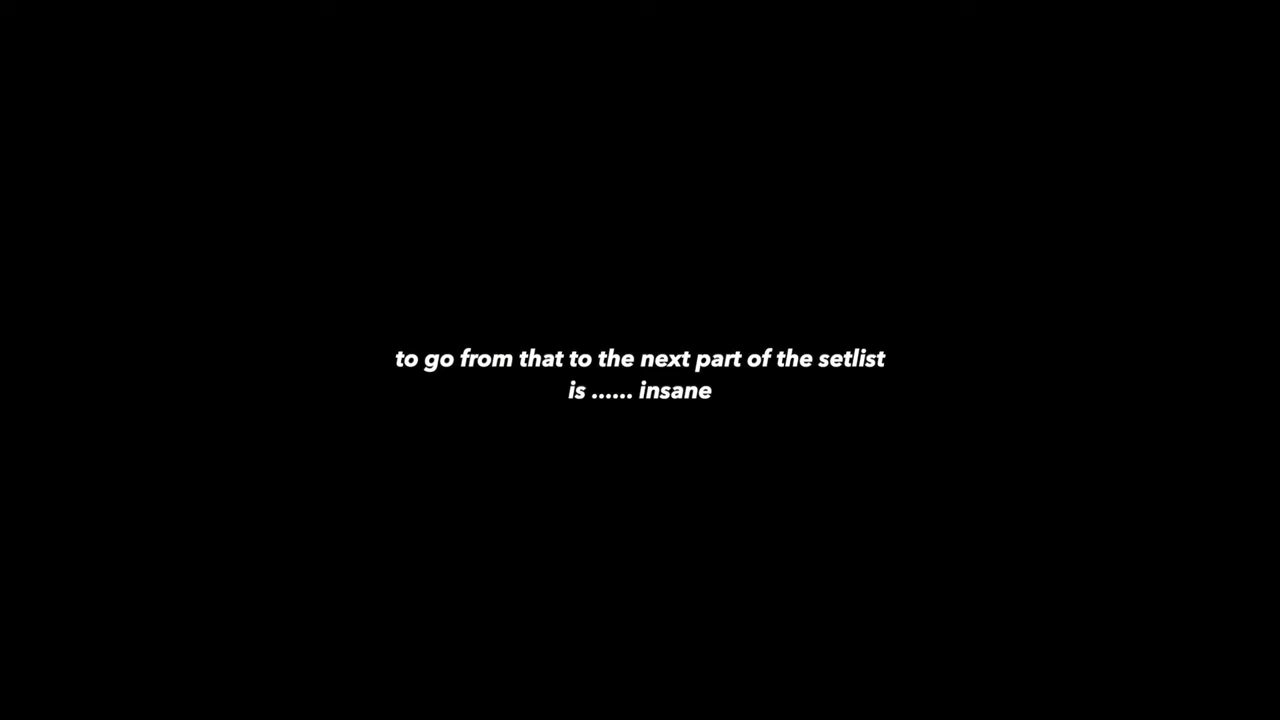 to go from that to the next part of the setlist
is ...... insane